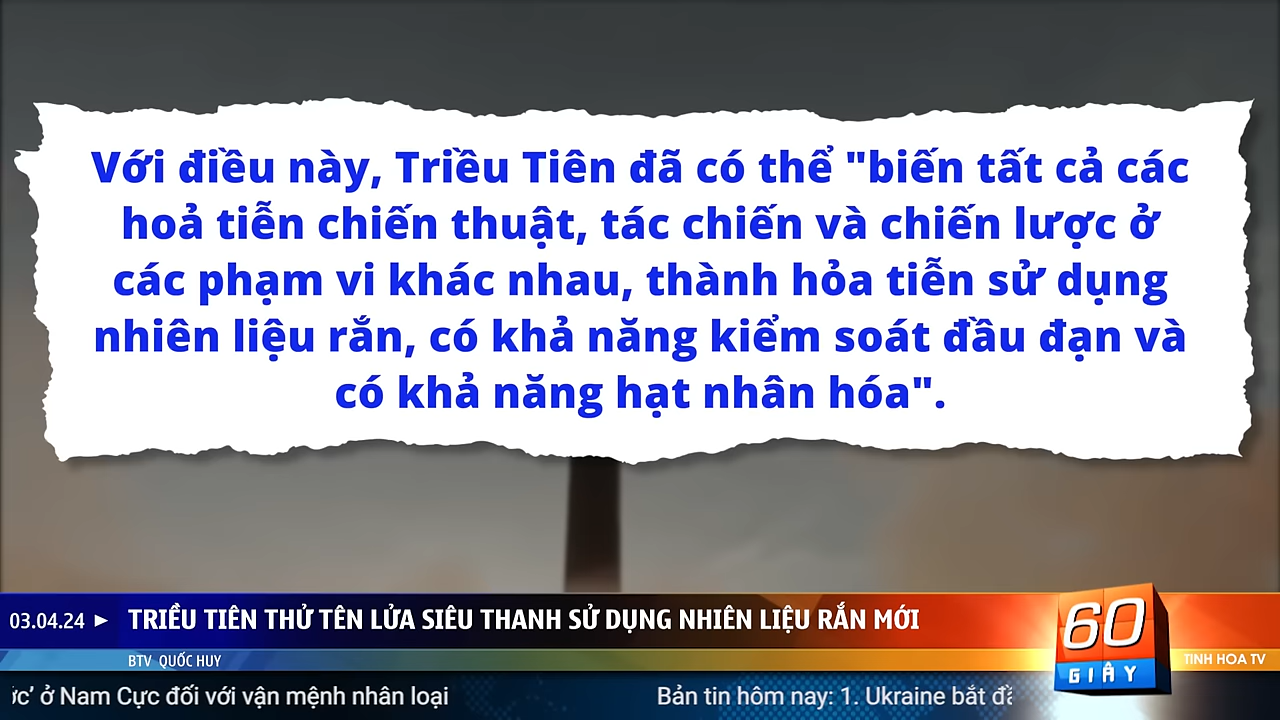 Với điều này, Triều Tiên đã có thể "biến tất cả các
hoả tiễn chiến thuật, tác chiến và chiến lược ở
các phạm vi khác nhau, thành hỏa tiễn sử dụng
nhiên liệu rắn, có khả năng kiểm soát đầu đạn và
có khả năng hạt nhân hóa".
03.04.24 ► TRIỀU TIÊN THỬ TÊN LỬA SIÊU THANH SỬ DỤNG NHIÊN LIỆU RẮN MỚI
60
GIÂY
BTV QUỐC HUY
TINH HOA TV
ực’ ở Nam Cực đối với vận mệnh nhân loại
Bản tin hôm nay: 1. Ukraine bắt